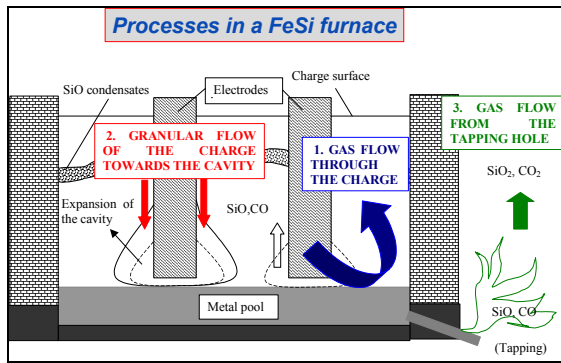 Processes in a FeSi furnace
SiO condensates
Electrodes
Charge surface
2. GRANULAR FLOW
OF THE CHARGE
TOWARDS THE CAVITY
1. GAS FLOW
THROUGH
THE CHARGE
3. GAS FLOW
FROM THE
TAPPING HOLE
SiO₂, CO₂
Expansion of
the cavity
SiO,CO
Metal pool
SiO, CO
(Tapping)